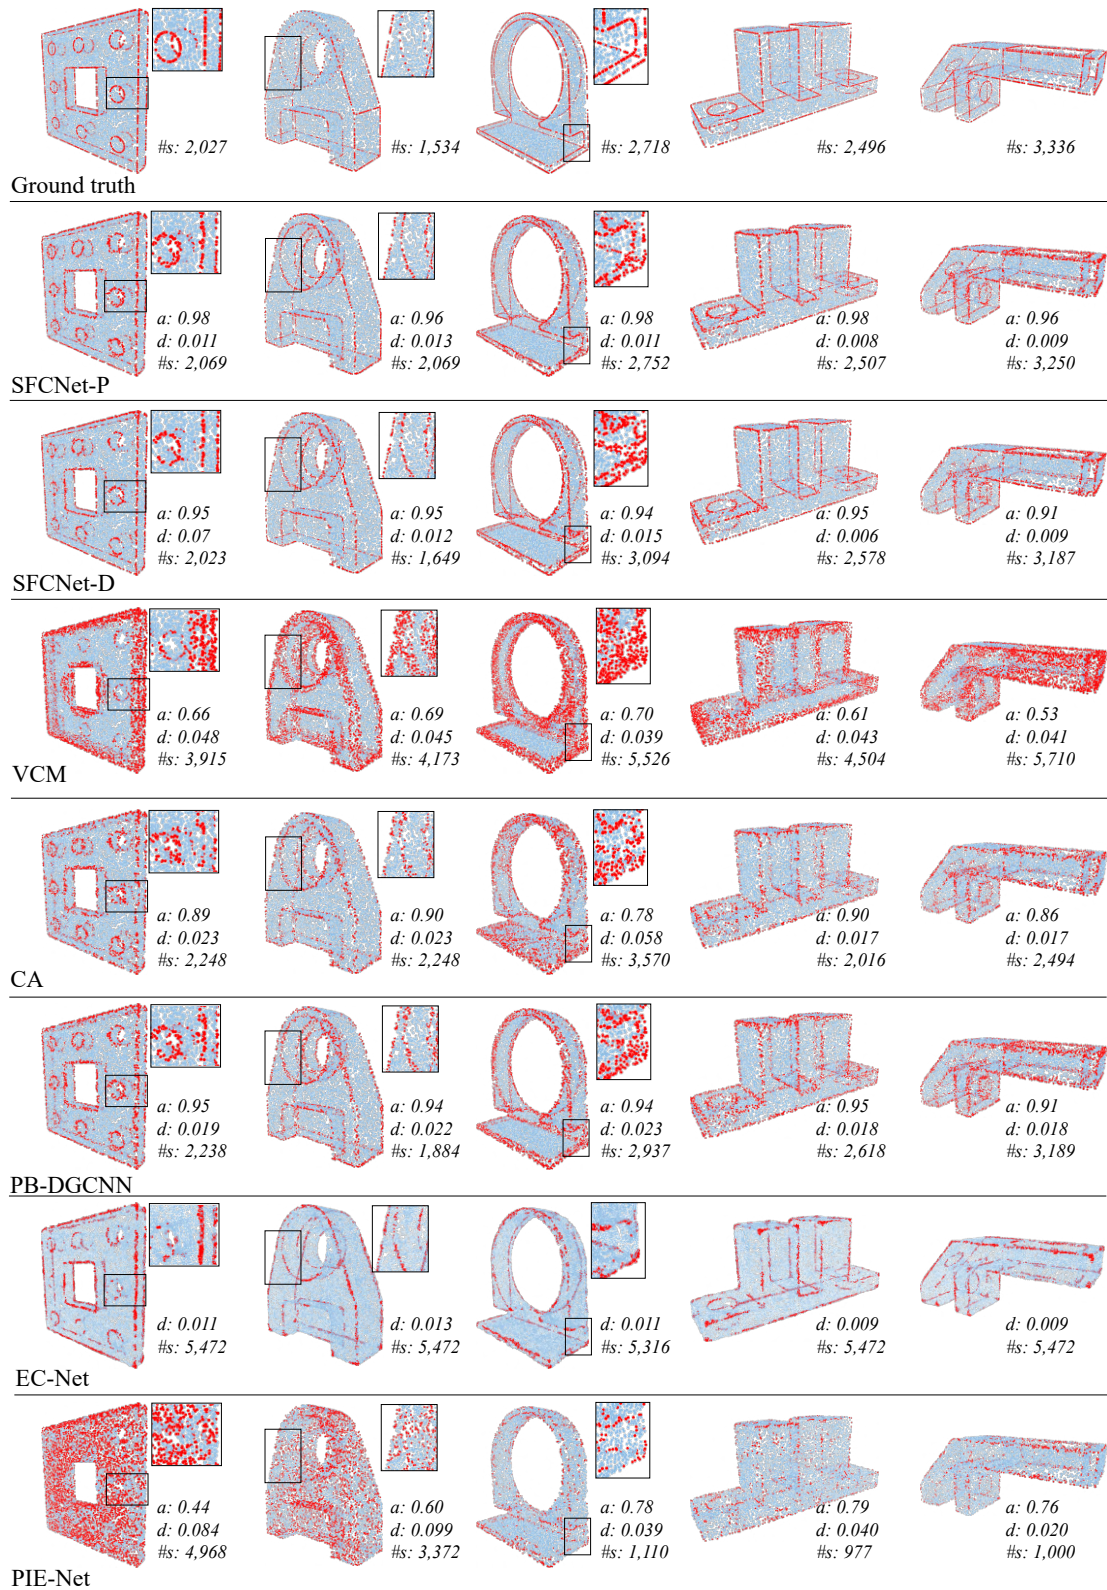 #s: 2,027 #s: 1,534 #s: 2,718 #s: 2,496 #s: 3,336
Ground truth
a: 0.98 a: 0.96 a: 0.98 a: 0.98 a: 0.96
d: 0.011 d: 0.013 d: 0.011 d: 0.008 d: 0.009
#s: 2,069 #s: 2,069 #s: 2,752 #s: 2,507 #s: 3,250
SFCNet-P
a: 0.95 a: 0.95 a: 0.94 a: 0.95 a: 0.91
d: 0.07 d: 0.012 d: 0.015 d: 0.006 d: 0.009
#s: 2,023 #s: 1,649 #s: 3,094 #s: 2,578 #s: 3,187
SFCNet-D
a: 0.66 a: 0.69 a: 0.70 a: 0.61 a: 0.53
d: 0.048 d: 0.045 d: 0.039 d: 0.043 d: 0.041
#s: 3,915 #s: 4,173 #s: 5,526 #s: 4,504 #s: 5,710
VCM
a: 0.89 a: 0.90 a: 0.78 a: 0.90 a: 0.86
d: 0.023 d: 0.023 d: 0.058 d: 0.017 d: 0.017
#s: 2,248 #s: 2,248 #s: 3,570 #s: 2,016 #s: 2,494
CA
a: 0.95 a: 0.94 a: 0.94 a: 0.95 a: 0.91
d: 0.019 d: 0.022 d: 0.023 d: 0.018 d: 0.018
#s: 2,238 #s: 1,884 #s: 2,937 #s: 2,618 #s: 3,189
PB-DGCNN
d: 0.011 d: 0.013 d: 0.011 d: 0.009 d: 0.009
#s: 5,472 #s: 5,472 #s: 5,316 #s: 5,472 #s: 5,472
EC-Net
a: 0.44 a: 0.60 a: 0.78 a: 0.79 a: 0.76
d: 0.084 d: 0.099 d: 0.039 d: 0.040 d: 0.020
#s: 4,968 #s: 3,372 #s: 1,110 #s: 977 #s: 1,000
PIE-Net